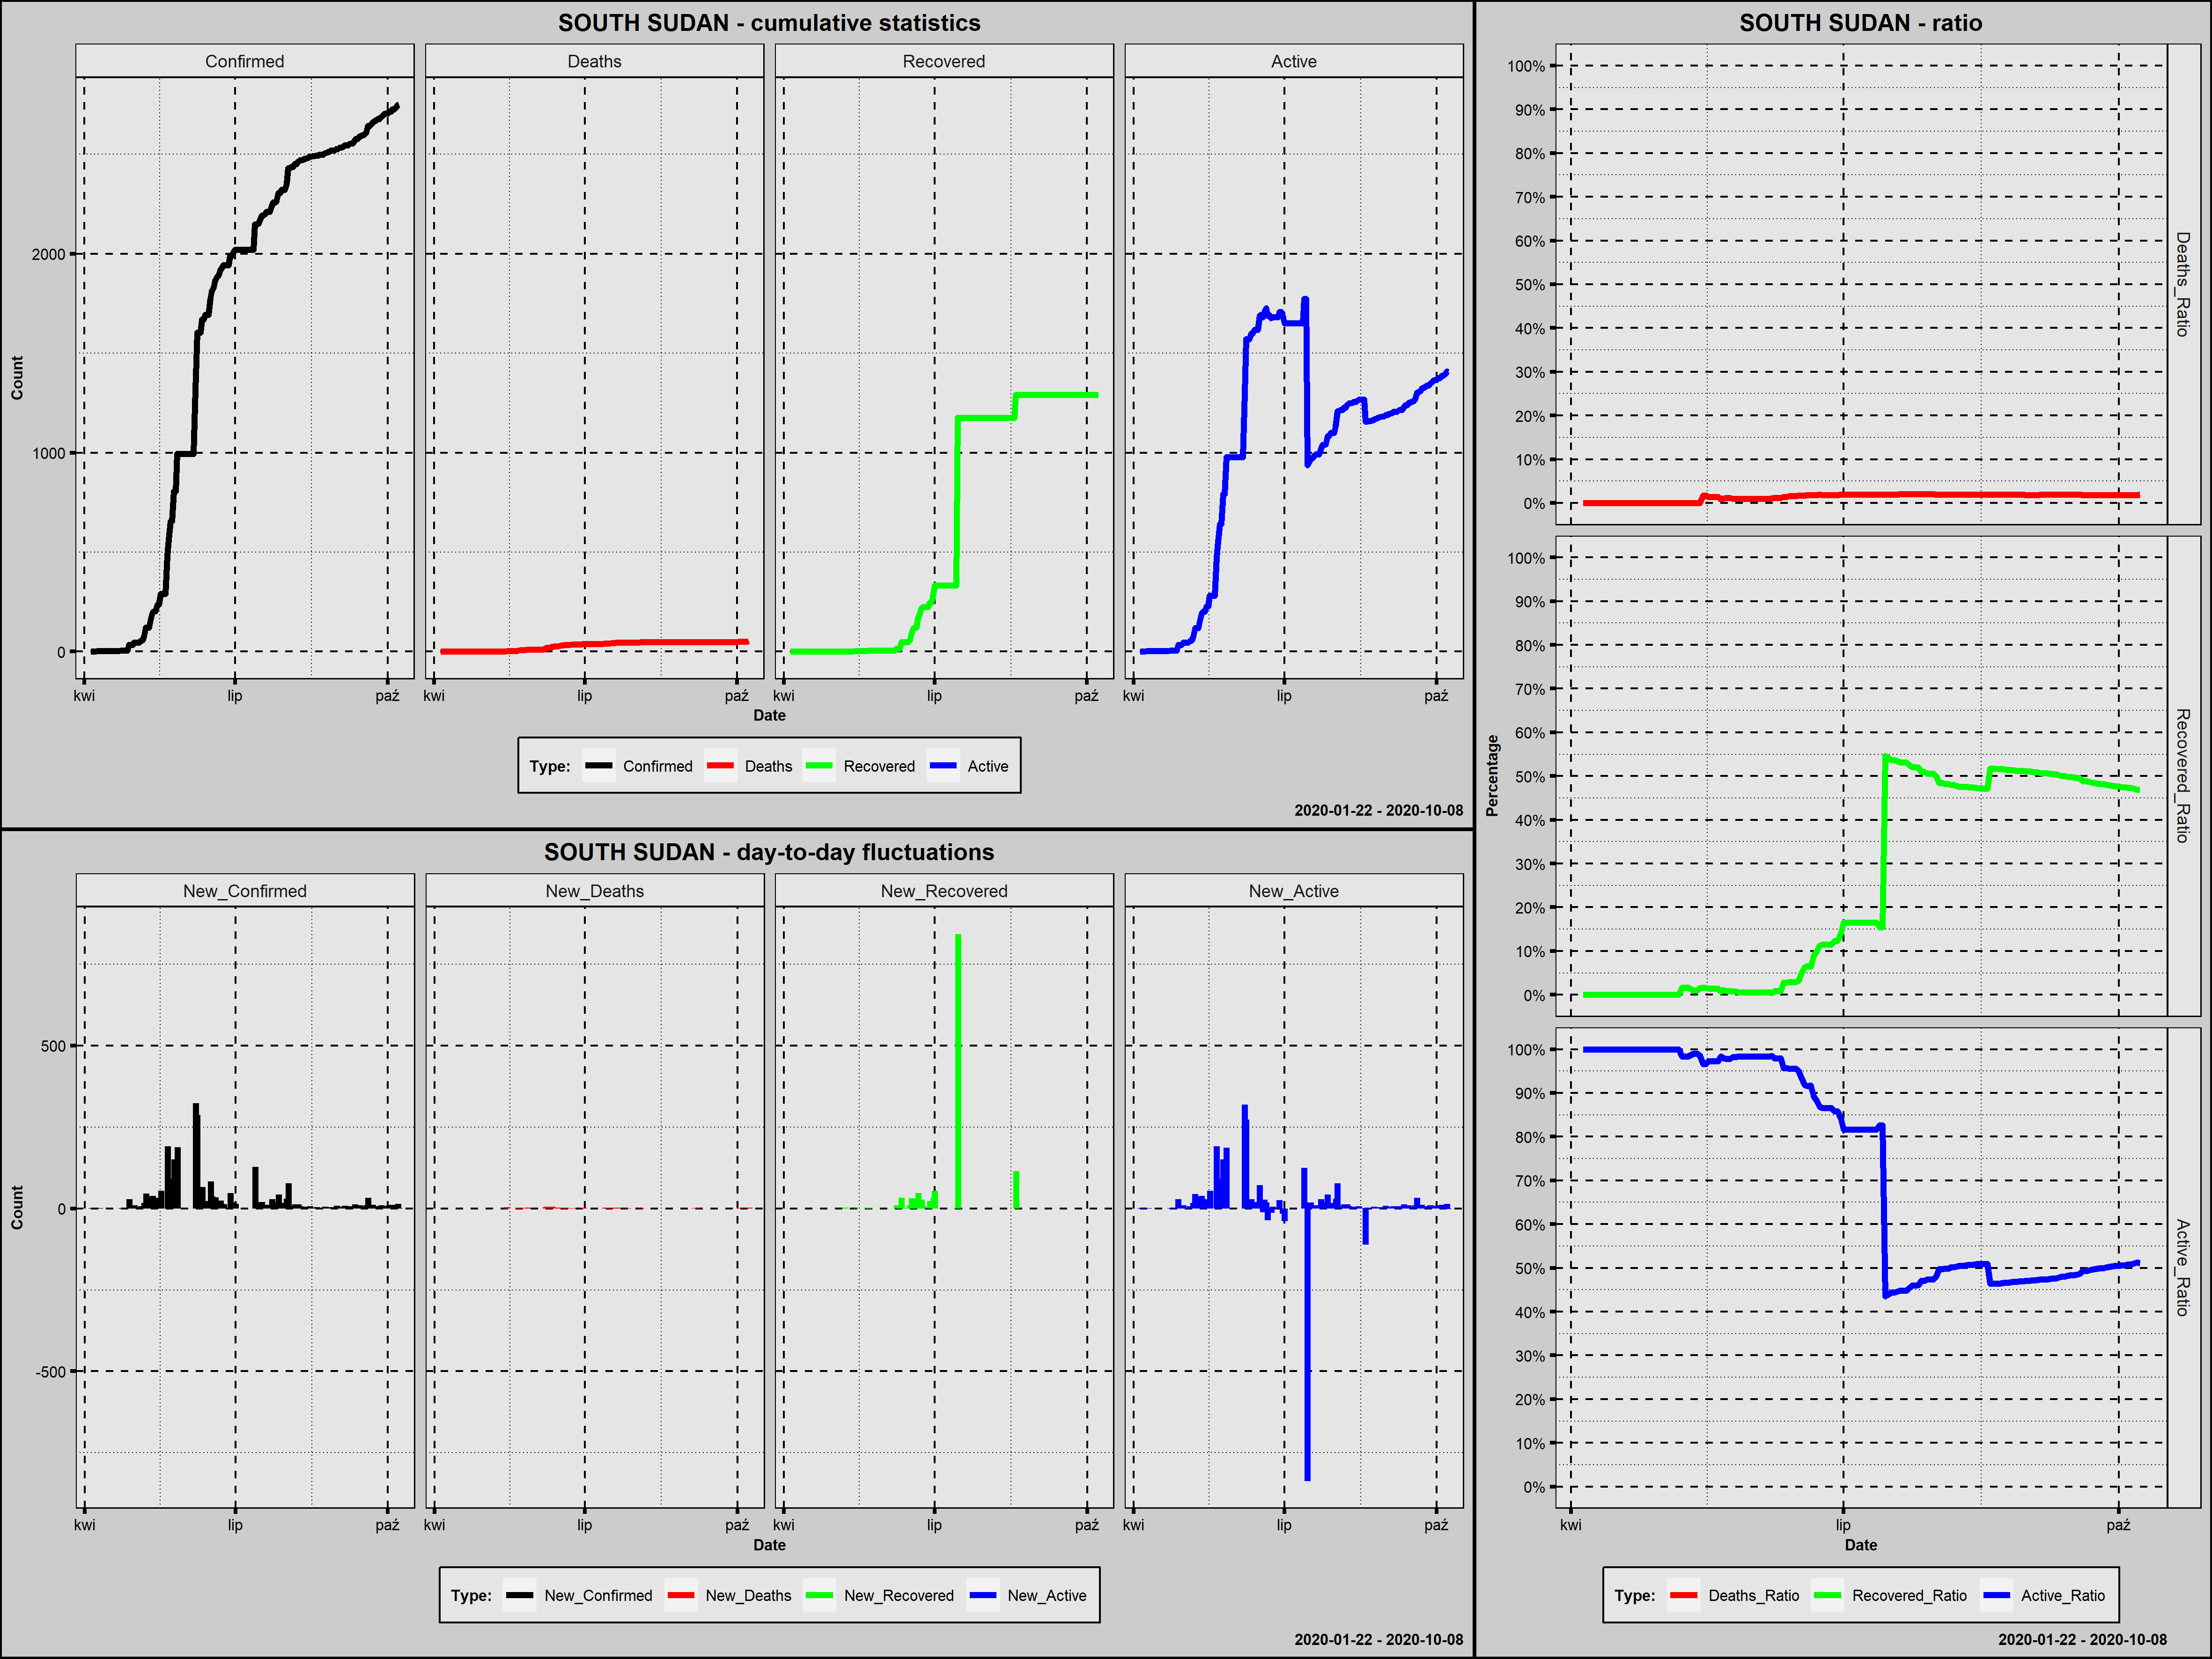 SOUTH SUDAN - cumulative statistics
Confirmed Deaths Recovered Active
Count
2000
1000
0
kwi lip paź kwi lip paź kwi lip paź kwi lip paź
Date
Type: Confirmed Deaths Recovered Active
2020-01-22 - 2020-10-08
SOUTH SUDAN - day-to-day fluctuations
New_Confirmed New_Deaths New_Recovered New_Active
Count
500
0
-500
kwi lip paź kwi lip paź kwi lip paź kwi lip paź
Date
Type: New_Confirmed New_Deaths New_Recovered New_Active
2020-01-22 - 2020-10-08
SOUTH SUDAN - ratio
Percentage
100%
90%
80%
70%
60%
50%
40%
30%
20%
10%
0%
Deaths_Ratio
100%
90%
80%
70%
60%
50%
40%
30%
20%
10%
0%
Recovered_Ratio
100%
90%
80%
70%
60%
50%
40%
30%
20%
10%
0%
Active_Ratio
kwi lip paź
Date
Type: Deaths_Ratio Recovered_Ratio Active_Ratio
2020-01-22 - 2020-10-08